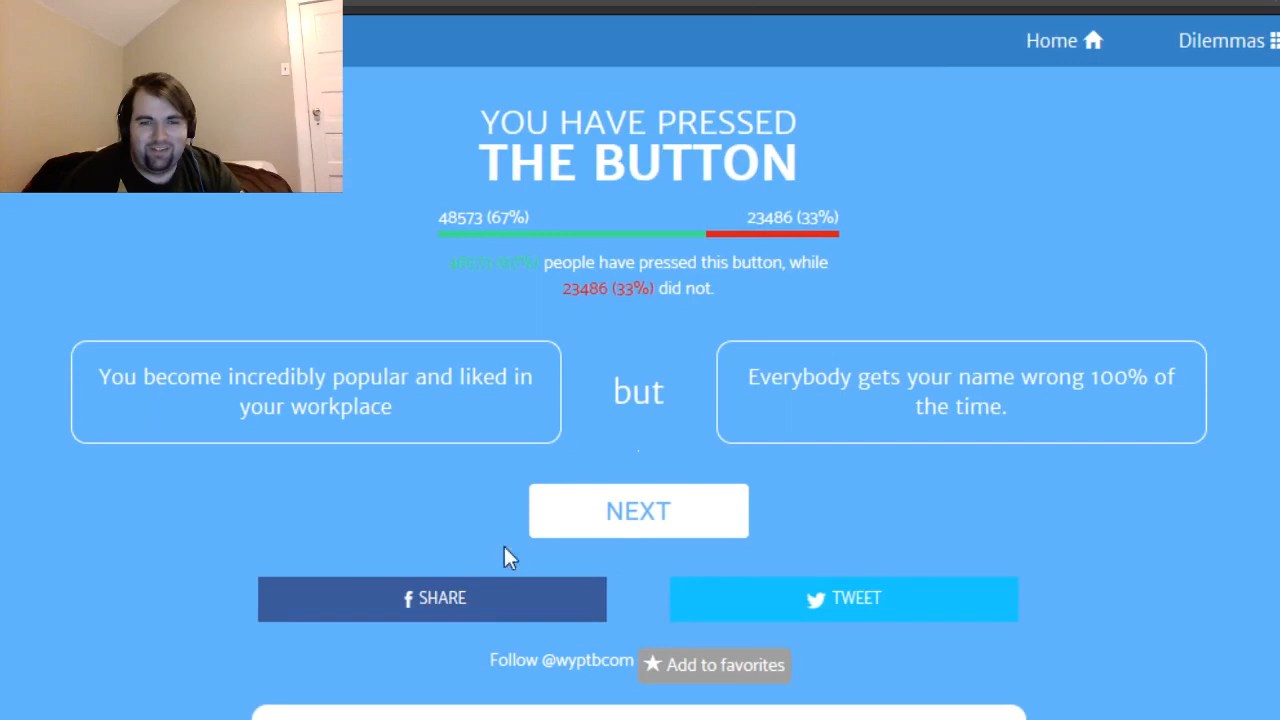 Home
Dilemmas
YOU HAVE PRESSED
THE BUTTON
48573 (67%)
23486 (33%)
48573 (67%) people have pressed this button, while
23486 (33%) did not.
You become incredibly popular and liked in
your workplace
but
Everybody gets your name wrong 100% of
the time.
NEXT
SHARE
TWEET
Follow @wyptbcom
Add to favorites